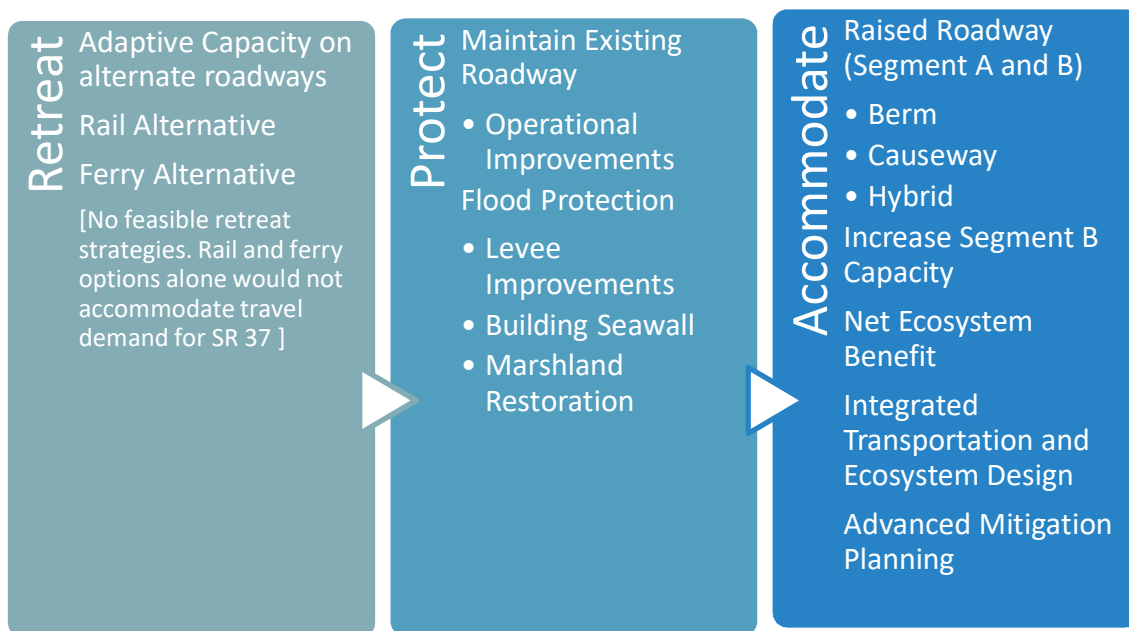 Retreat
Adaptive Capacity on
alternate roadways
Rail Alternative
Ferry Alternative
[No feasible retreat
strategies. Rail and ferry
options alone would not
accommodate travel
demand for SR 37 ]
Protect
Maintain Existing
Roadway
• Operational
Improvements
Flood Protection
• Levee
Improvements
• Building Seawall
• Marshland
Restoration
Accommodate
Raised Roadway
(Segment A and B)
• Berm
• Causeway
• Hybrid
Increase Segment B
Capacity
Net Ecosystem
Benefit
Integrated
Transportation and
Ecosystem Design
Advanced Mitigation
Planning